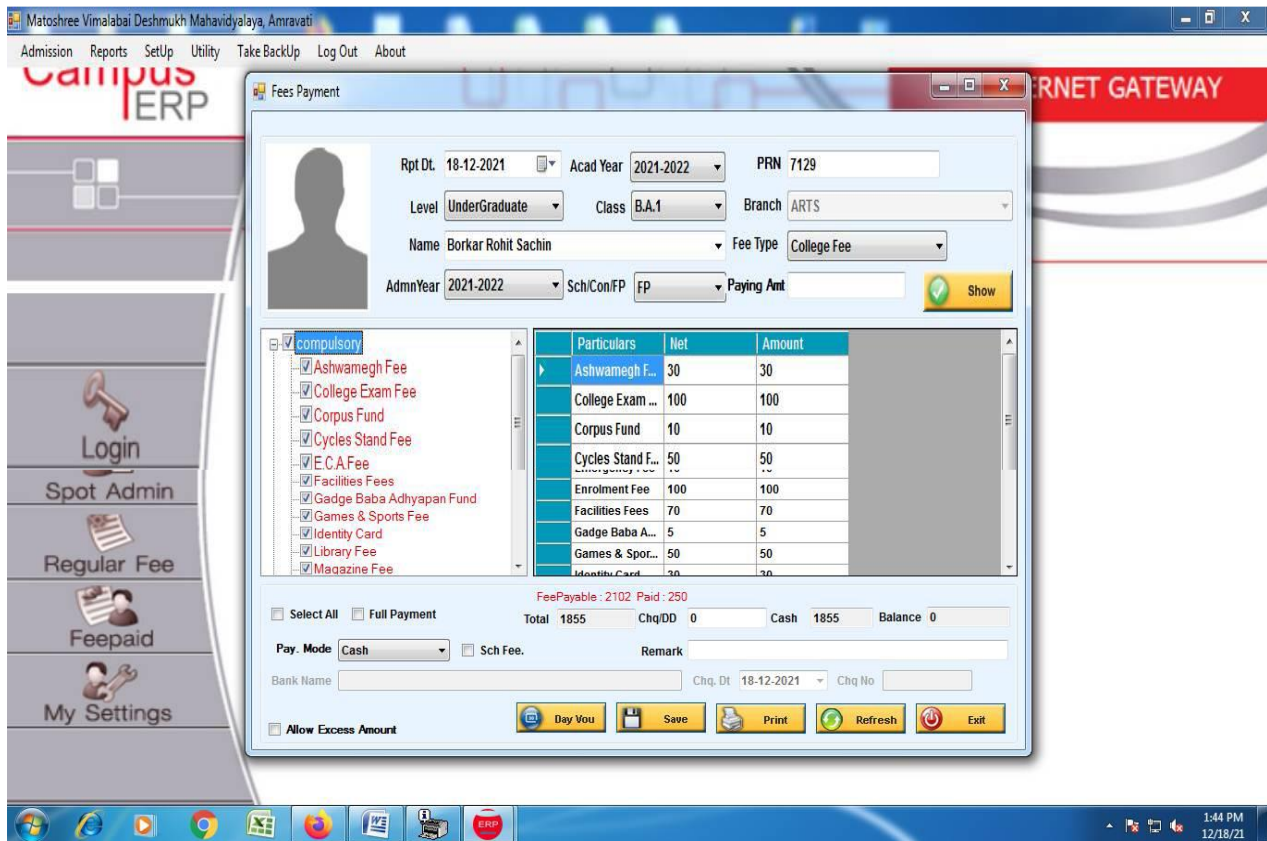 Matoshree Vimalabai Deshmukh Mahavidyalaya, Amravati
Admission Reports SetUp Utility Take BackUp Log Out About
Campus
ERP
RNET GATEWAY
Fees Payment
Rpt Dt. 18-12-2021 Acad Year 2021-2022 PRN 7129
Level UnderGraduate Class B.A.1 Branch ARTS
Name Borkar Rohit Sachin Fee Type College Fee
AdmnYear 2021-2022 Sch/Con/FP FP Paying Amt Show
compulsory
Ashwamegh Fee
College Exam Fee
Corpus Fund
Cycles Stand Fee
E.C.A.Fee
Facilities Fees
Gadge Baba Adhyapan Fund
Games & Sports Fee
Identity Card
Library Fee
Magazine Fee
Particulars Net Amount
Ashwamegh F... 30 30
College Exam ... 100 100
Corpus Fund 10 10
Cycles Stand F... 50 50
Enrolment Fee 100 100
Facilities Fees 70 70
Gadge Baba A... 5 5
Games & Spor... 50 50
Identity Card 30 30
FeePayable : 2102 Paid : 250
Select All Full Payment Total 1855 Chq/DD 0 Cash 1855 Balance 0
Pay. Mode Cash Sch Fee. Remark
Bank Name Chq. Dt 18-12-2021 Chq No
Allow Excess Amount Day Vou Save Print Refresh Exit
Login
Spot Admin
Regular Fee
Feepaid
My Settings
ERP
1:44 PM
12/18/21